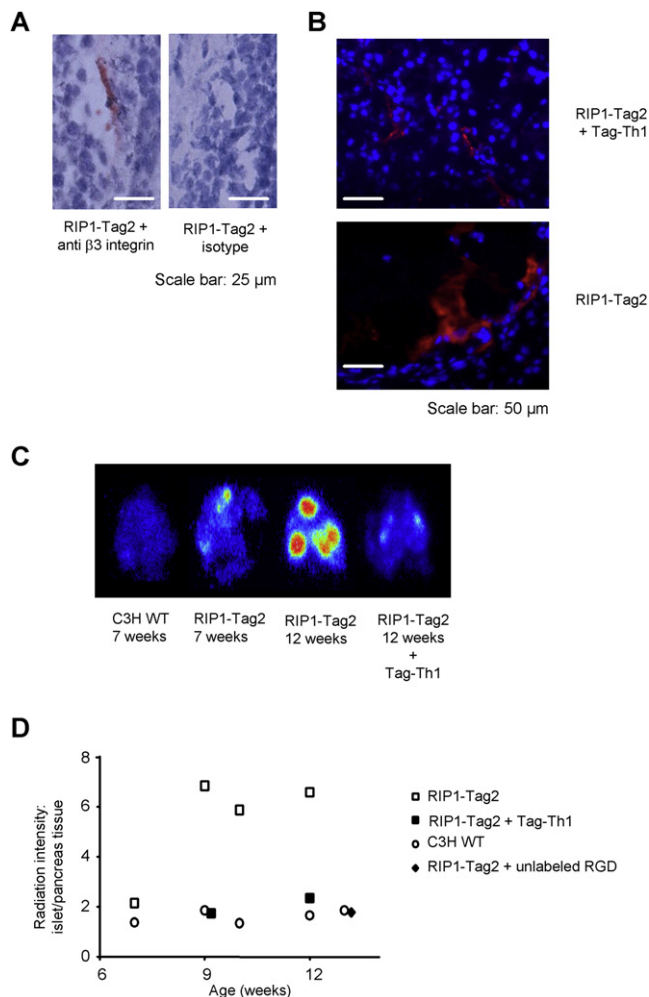 A
RIP1-Tag2 +
anti β3 integrin
RIP1-Tag2 +
isotype
Scale bar: 25 µm
B
RIP1-Tag2
+ Tag-Th1
RIP1-Tag2
Scale bar: 50 µm
C
C3H WT
7 weeks
RIP1-Tag2
7 weeks
RIP1-Tag2
12 weeks
RIP1-Tag2
12 weeks
+
Tag-Th1
D
Radiation intensity:
islet/pancreas tissue
8
6
4
2
0
6
9
12
Age (weeks)
RIP1-Tag2
RIP1-Tag2 + Tag-Th1
C3H WT
RIP1-Tag2 + unlabeled RGD